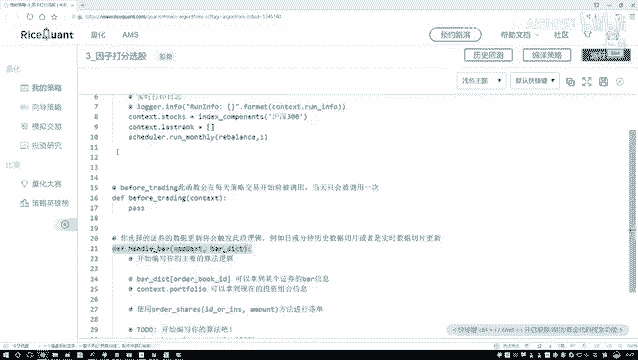 RiceQuant 量化 AMS 预约路演 帮助文档 社区
3_因子打分选股 历史回测 编译策略
量化
我的策略
向导策略
模拟交易
投资研究
比赛
量化大赛
策略英雄榜
浅色主题 默认快捷键
6 # 实时打印日志
7 # logger.info("RunInfo: {}".format(context.run_info))
8 context.stocks = index_components('沪深300')
9 context.lastrank = []
10 scheduler.run_monthly(rebalance,1)
11
12
13
14
15 # before_trading此函数会在每天策略交易开始前被调用，当天只会被调用一次
16 def before_trading(context):
17 pass
18
19
20 # 你选择的证券的数据更新将会触发此段逻辑，例如日或分钟历史数据切片或者是实时数据切片更新
21 def handle_bar(context, bar_dict):
22 # 开始编写你的主要的算法逻辑
23
24 # bar_dict[order_book_id] 可以拿到某个证券的bar信息
25 # context.portfolio 可以拿到现在的投资组合信息
26
27 # 使用order_shares(id_or_ins, amount)方法进行落单
28
29 # TODO: 开始编写你的算法吧！